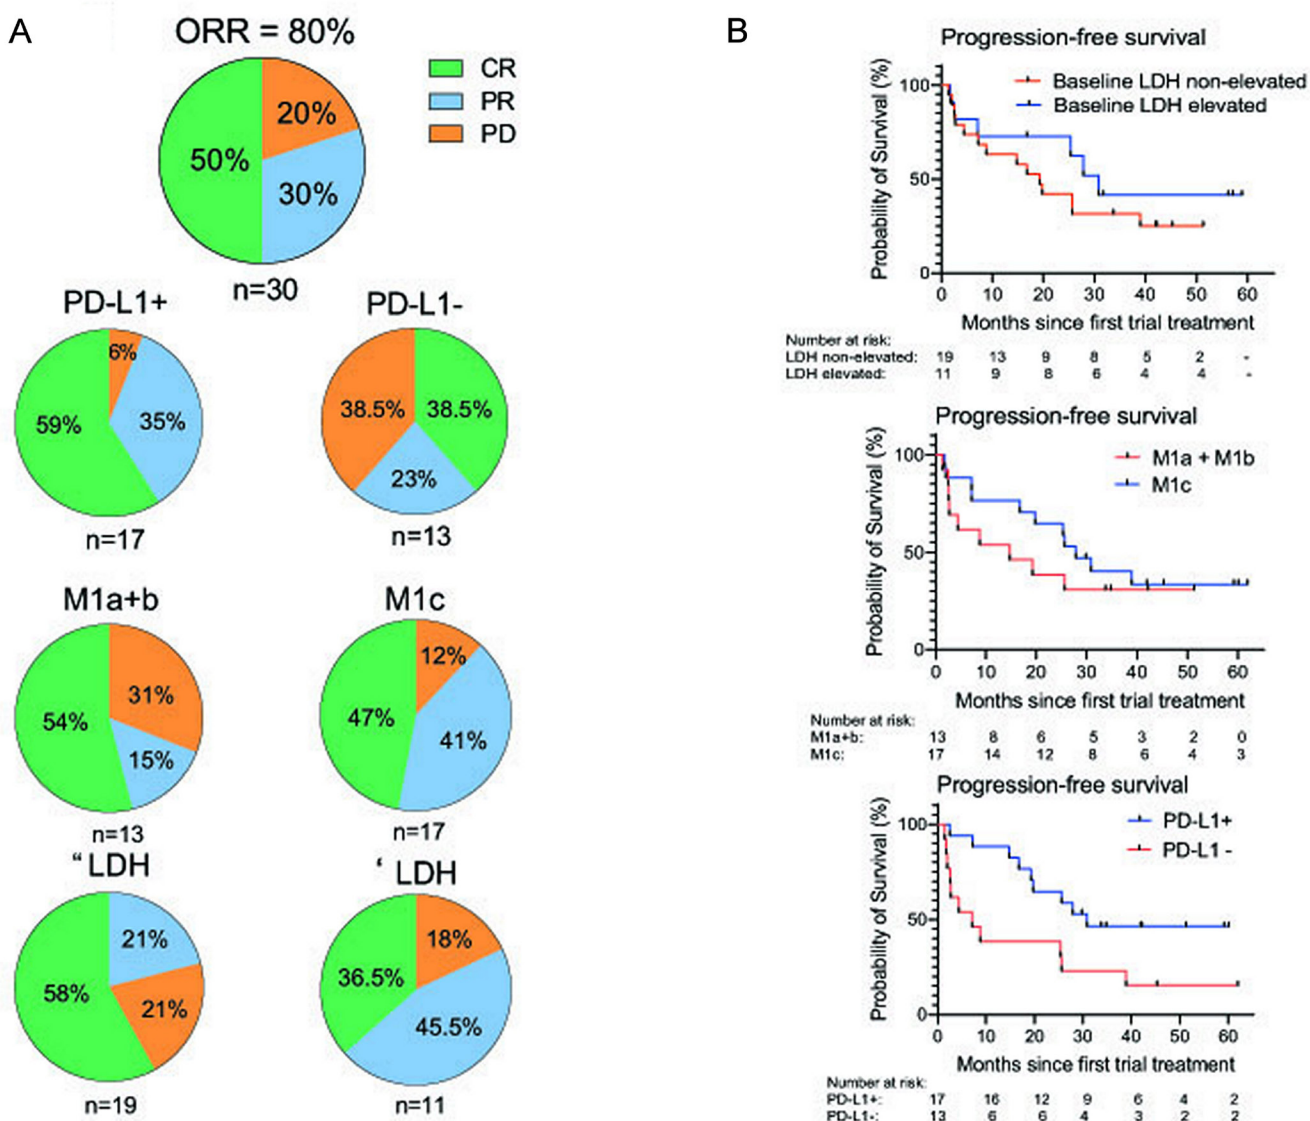 A
ORR = 80%
CR
PR
PD
20%
50%
30%
n=30
PD-L1+
PD-L1-
6%
59%
35%
38.5%
38.5%
23%
n=17
n=13
M1a+b
M1c
31%
54%
15%
12%
47%
41%
n=13
n=17
“ LDH
‘ LDH
21%
58%
21%
18%
36.5%
45.5%
n=19
n=11
B
Progression-free survival
Baseline LDH non-elevated
Baseline LDH elevated
Probability of Survival (%)
100
50
0
0 10 20 30 40 50 60
Months since first trial treatment
Number at risk:
LDH non-elevated: 19 13 9 8 5 2 -
LDH elevated: 11 9 8 6 4 4 -
Progression-free survival
M1a + M1b
M1c
Probability of Survival (%)
100
50
0
0 10 20 30 40 50 60
Months since first trial treatment
Number at risk:
M1a+b: 13 8 6 5 3 2 0
M1c: 17 14 12 8 6 4 3
Progression-free survival
PD-L1+
PD-L1 -
Probability of Survival (%)
100
50
0
0 10 20 30 40 50 60
Months since first trial treatment
Number at risk:
PD-L1+: 17 16 12 9 6 4 2
PD-L1-: 13 6 6 4 3 2 2